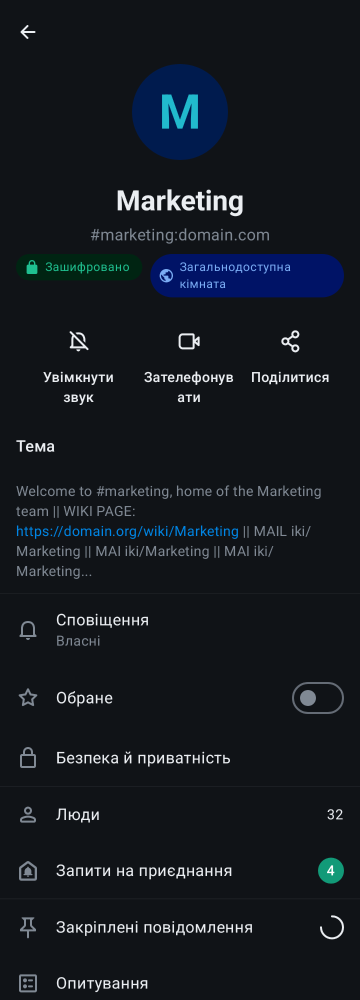 M
Marketing
#marketing:domain.com
Зашифровано
Загальнодоступна
кімната
Увімкнути
звук
Зателефонув
ати
Поділитися
Тема
Welcome to #marketing, home of the Marketing
team || WIKI PAGE:
https://domain.org/wiki/Marketing || MAIL iki/
Marketing || MAI iki/Marketing || MAI iki/
Marketing...
Сповіщення
Власні
Обране
Безпека й приватність
Люди
32
Запити на приєднання
4
Закріплені повідомлення
Опитування